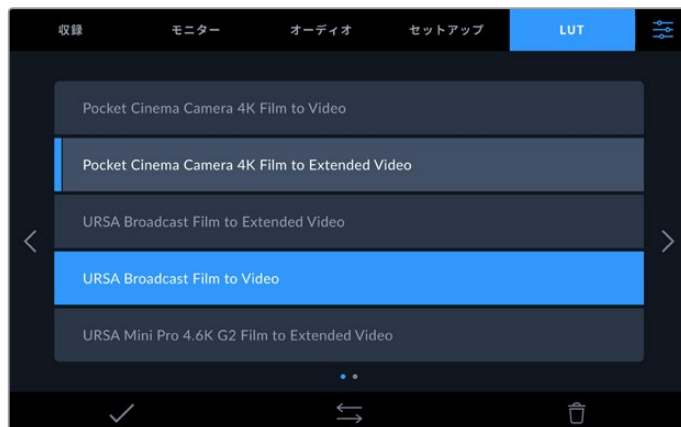 収録 モニター オーディオ セットアップ LUT
Pocket Cinema Camera 4K Film to Video
Pocket Cinema Camera 4K Film to Extended Video
URSA Broadcast Film to Extended Video
URSA Broadcast Film to Video
URSA Mini Pro 4.6K G2 Film to Extended Video